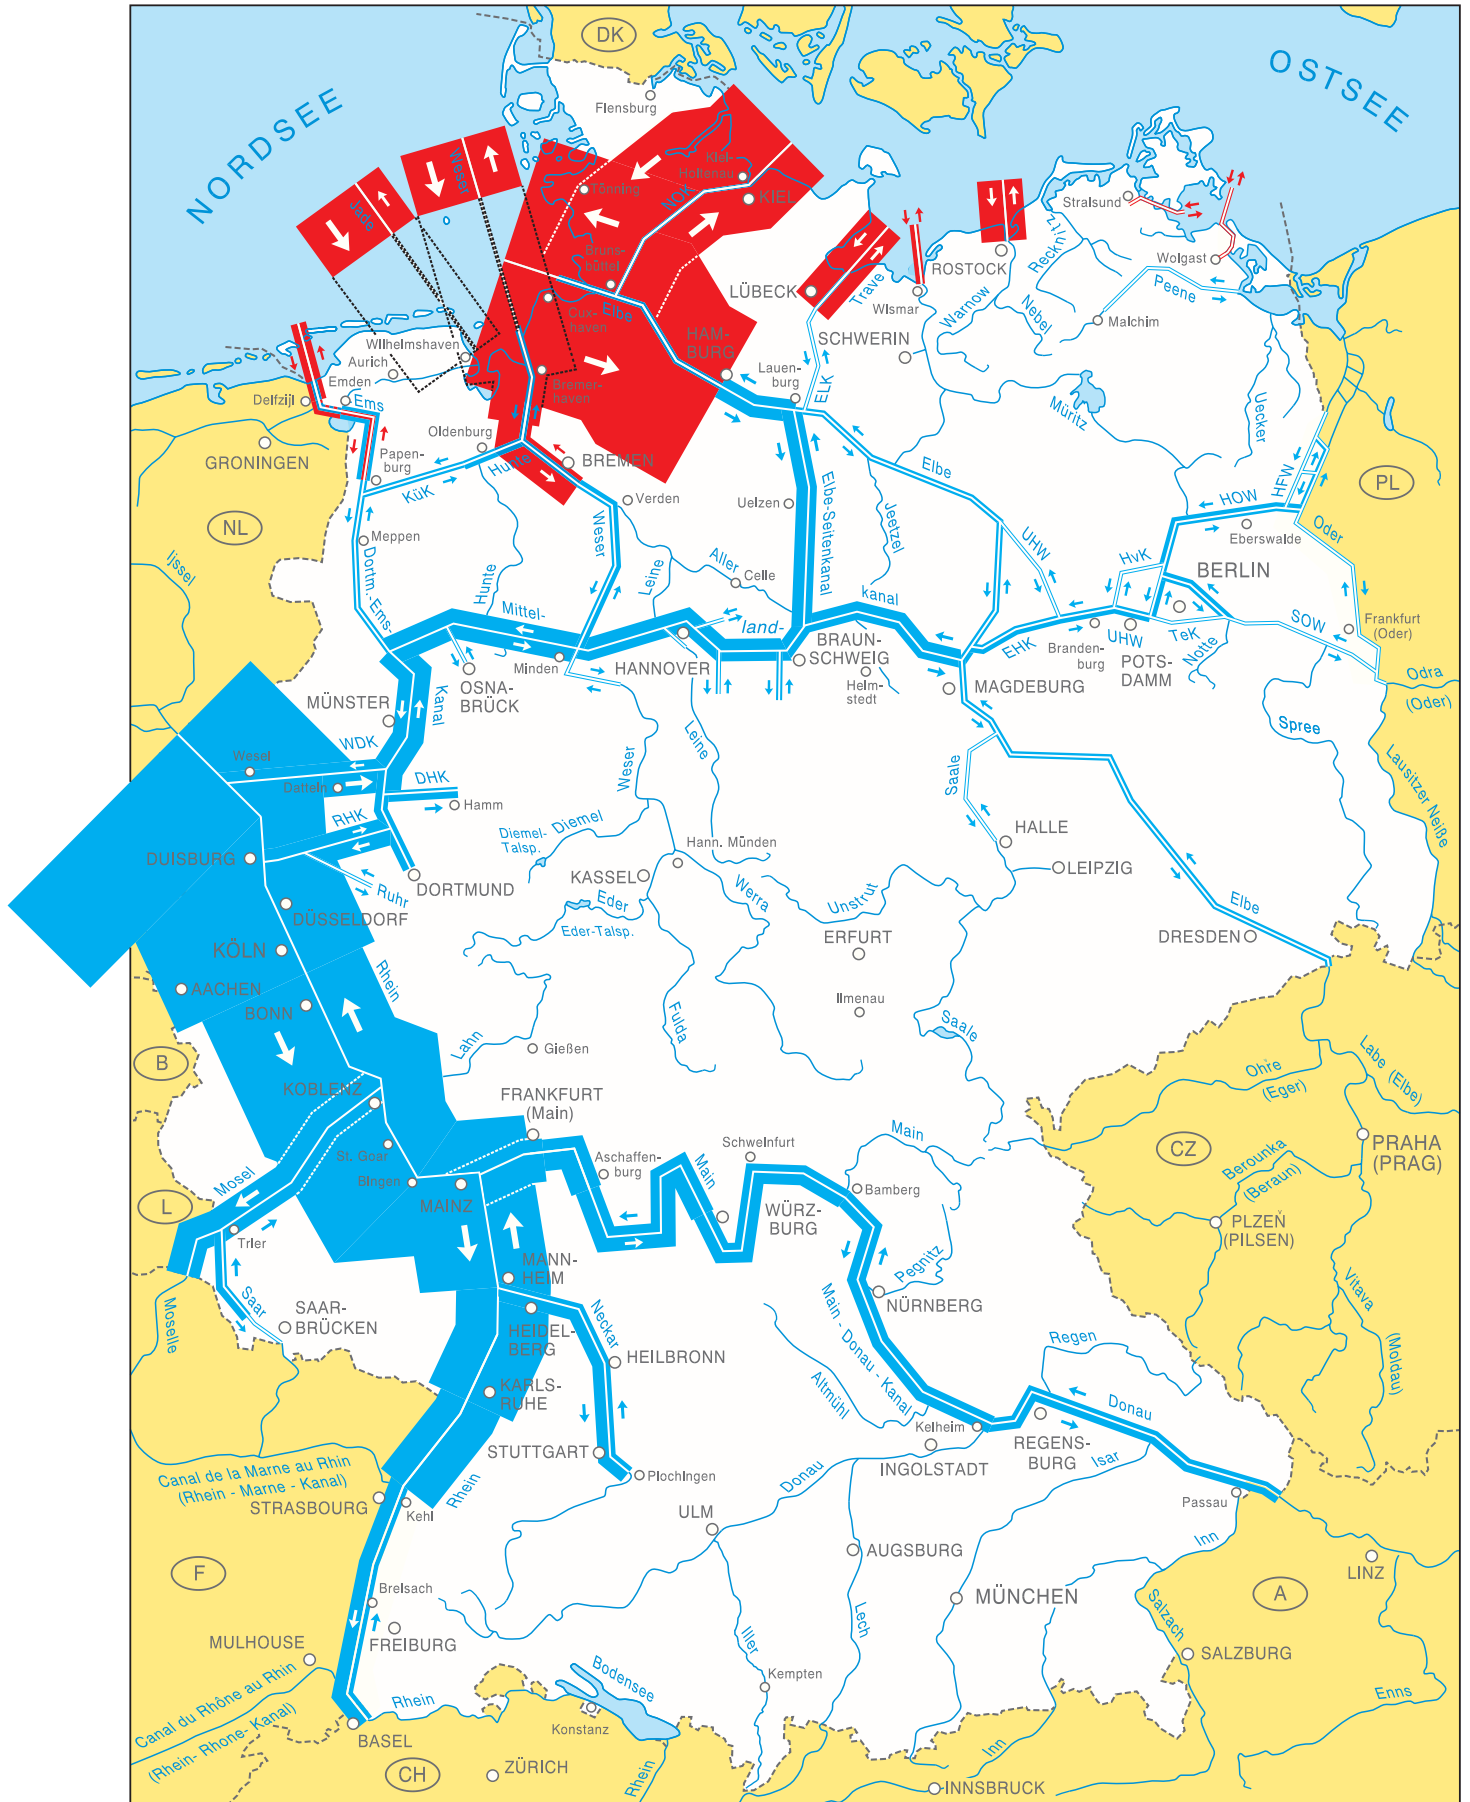 DK
OSTSEE
NORDSEE
Flensburg
Weser
Jade
Kiel-
Holtenau
KIEL
Tönning
NOK
Stralsund
Recknitz
Wolgast
ROSTOCK
Bruns-
büttel
Elbe
Cux-
haven
LÜBECK
Trave
Wismar
Warnow
Nebel
Peene
Malchim
SCHWERIN
HAM-
BURG
Wilhelmshaven
Aurich
Emden
Delfzijl
Ems
Bremer-
haven
Lauen-
burg
ELK
Müritz
Uecker
GRONINGEN
Oldenburg
Papen-
burg
KüK
Hunte
BREMEN
Verden
Uelzen
Elbe-Seitenkanal
Elbe
Jeetzel
HFW
PL
NL
HOW
Eberswalde
Oder
Meppen
Dortm.-Ems-
Kanal
Ijssel
Weser
Aller
Celle
Leine
Hunte
UHW
HvK
BERLIN
Mittel-
land-
kanal
Minden
HANNOVER
BRAUN-
SCHWEIG
Helm-
stedt
EHK
Branden-
burg
UHW
POTS-
DAMM
TeK
Notte
SOW
Frankfurt
(Oder)
MAGDEBURG
Odra
(Oder)
OSNA-
BRÜCK
MÜNSTER
Spree
Lausitzer Neiße
WDK
Wesel
Datteln
DHK
Hamm
RHK
Weser
Leine
Saale
HALLE
Diemel-
Talsp.
Diemel
Hann. Münden
DUISBURG
DORTMUND
Ruhr
KASSEL
Werra
Unstrut
LEIPZIG
DÜSSELDORF
Eder
Eder-Talsp.
ERFURT
Elbe
DRESDEN
KÖLN
AACHEN
BONN
Rhein
Fulda
Ilmenau
Saale
Lahn
Gießen
B
KOBLENZ
FRANKFURT
(Main)
Ohře
(Eger)
Labe (Elbe)
St. Goar
Bingen
MAINZ
Mosel
L
Aschaffen-
burg
Main
Schweinfurt
Main
Bamberg
CZ
PRAHA
(PRAG)
Berounka
(Beraun)
PLZEŇ
(PILSEN)
WÜRZ-
BURG
Trier
Saar
SAAR-
BRÜCKEN
Moselle
MANN-
HEIM
HEIDEL-
BERG
Neckar
HEILBRONN
Pegnitz
NÜRNBERG
Main - Donau - Kanal
Vltava
(Moldau)
Regen
KARLS-
RUHE
Altmühl
Donau
STUTTGART
Plochingen
Kelheim
INGOLSTADT
REGENS-
BURG
Isar
Passau
Canal de la Marne au Rhin
(Rhein - Marne - Kanal)
STRASBOURG
Kehl
Rhein
Donau
ULM
Inn
F
AUGSBURG
LINZ
A
Breisach
FREIBURG
MULHOUSE
MÜNCHEN
Salzach
SALZBURG
Iller
Lech
Kempten
Bodensee
Konstanz
Rhein
Canal du Rhône au Rhin
(Rhein- Rhone- Kanal)
BASEL
Enns
CH
ZÜRICH
Rhein
Inn
INNSBRUCK